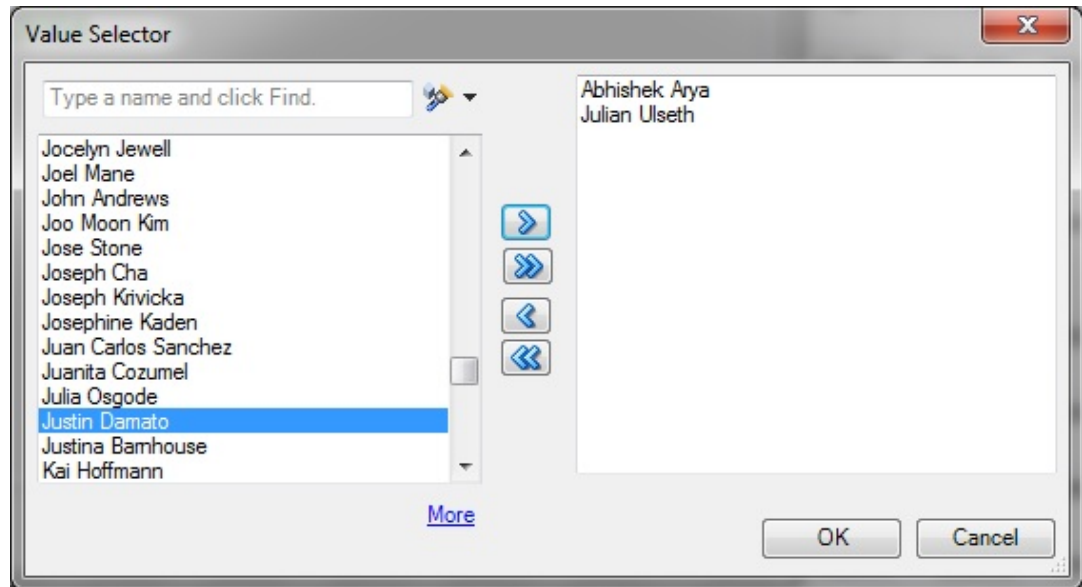 Value Selector
Type a name and click Find.
Jocelyn Jewell
Joel Mane
John Andrews
Joo Moon Kim
Jose Stone
Joseph Cha
Joseph Krivicka
Josephine Kaden
Juan Carlos Sanchez
Juanita Cozumel
Julia Osgode
Justin Damato
Justina Barnhouse
Kai Hoffmann
More
Abhishek Arya
Julian Ulseth
OK
Cancel